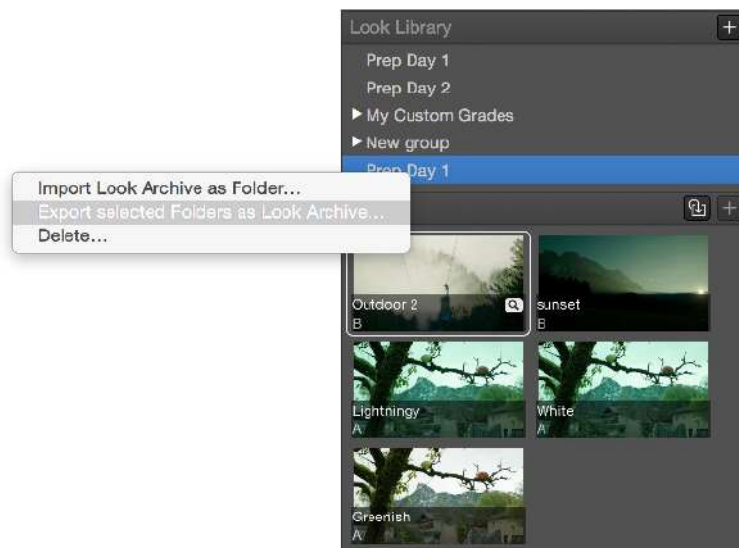 Look Library
Prep Day 1
Prep Day 2
My Custom Grades
New group
Prep Day 1
Import Look Archive as Folder...
Export selected Folders as Look Archive...
Delete...
Outdoor 2
B
sunset
B
Lightningy
A
White
A
Greenish
A